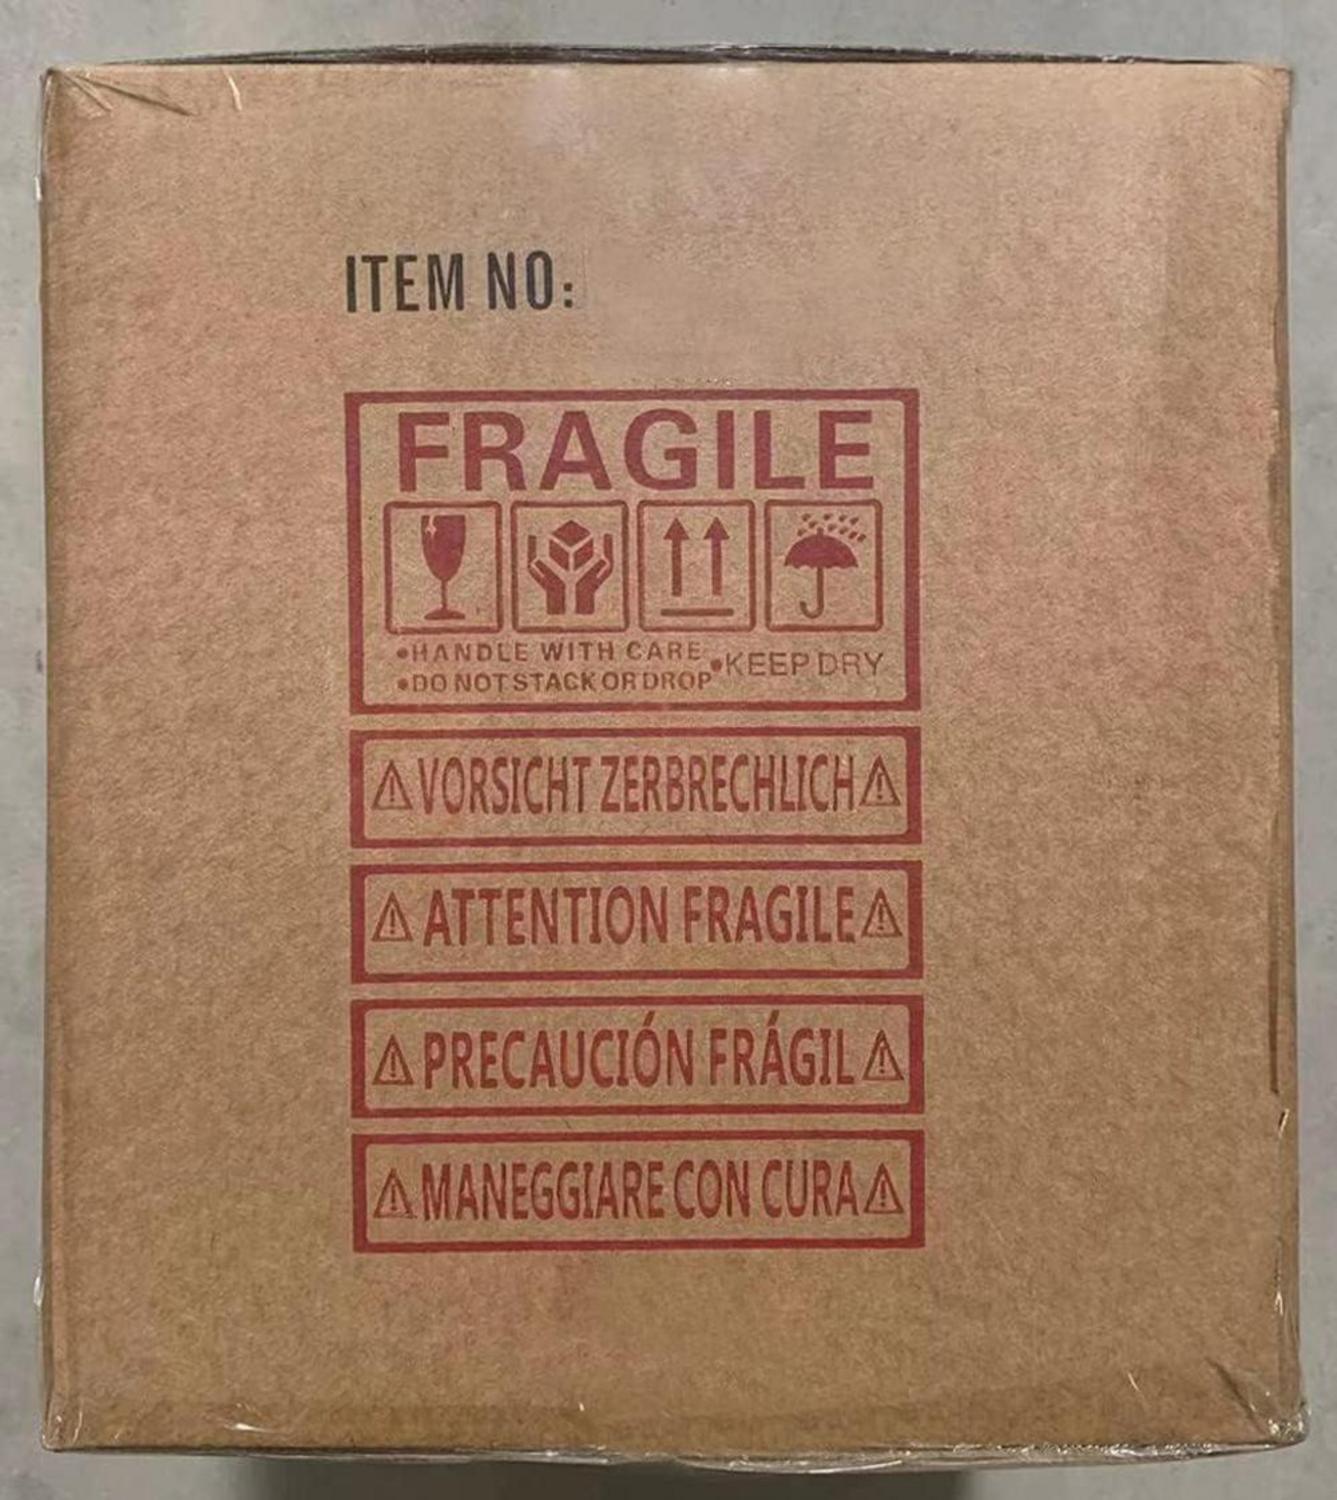 ITEM NO:
FRAGILE
•HANDLE WITH CARE
•DO NOT STACK OR DROP
•KEEP DRY
VORSICHT ZERBRECHLICH
ATTENTION FRAGILE
PRECAUCIÓN FRÁGIL
MANEGGIARE CON CURA